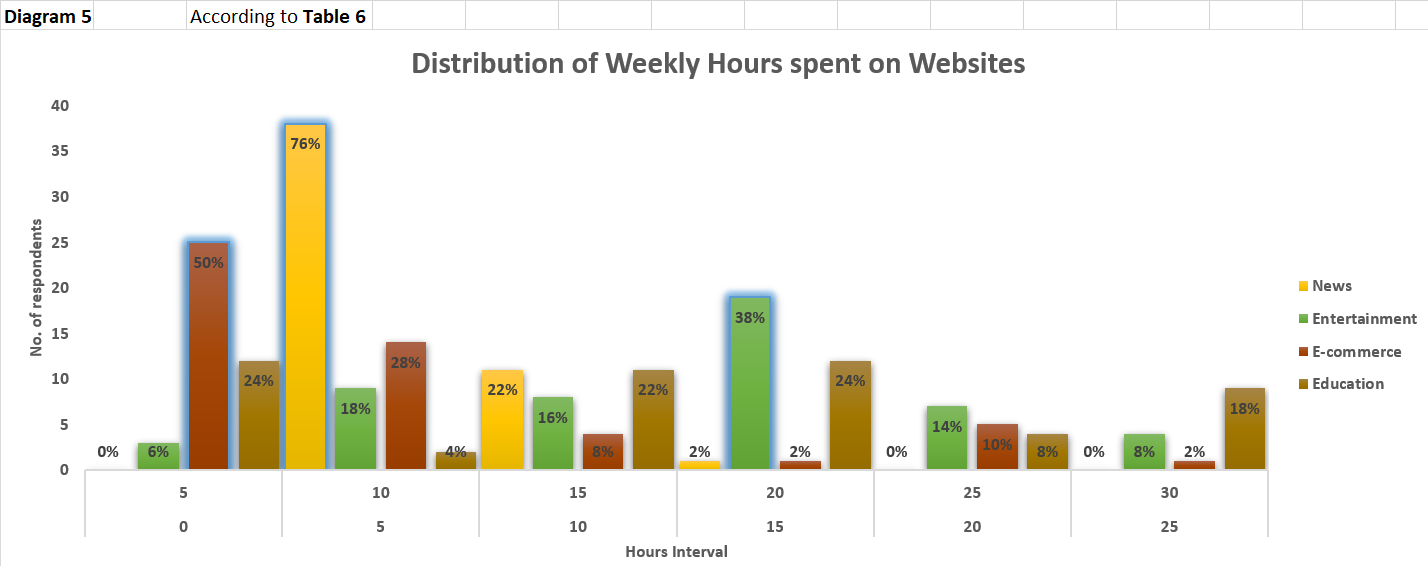 Diagram 5 According to Table 6
Distribution of Weekly Hours spent on Websites
No. of respondents
40
35
30
25
20
15
10
5
0
0% 6% 50% 24%
76% 18% 28% 4%
22% 16% 8% 22%
2% 38% 2% 24%
0% 14% 10% 8%
0% 8% 2% 18%
5 10 15 20 25 30
0 5 10 15 20 25
Hours Interval
News
Entertainment
E-commerce
Education